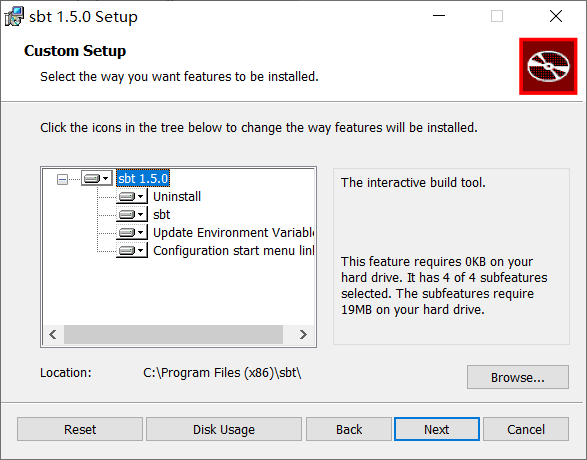 sbt 1.5.0 Setup
Custom Setup
Select the way you want features to be installed.
Click the icons in the tree below to change the way features will be installed.
sbt 1.5.0
Uninstall
sbt
Update Environment Variable
Configuration start menu lin
The interactive build tool.
This feature requires 0KB on your
hard drive. It has 4 of 4 subfeatures
selected. The subfeatures require
19MB on your hard drive.
Location: C:\Program Files (x86)\sbt\
Browse...
Reset Disk Usage Back Next Cancel